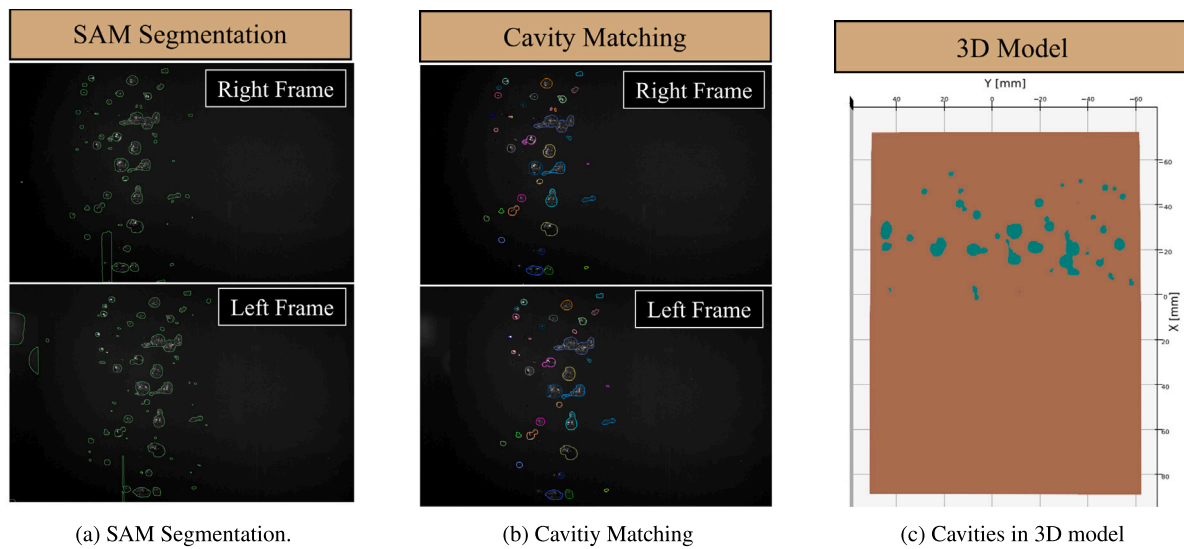 SAM Segmentation
Right Frame
Left Frame
(a) SAM Segmentation.
Cavity Matching
Right Frame
Left Frame
(b) Cavitiy Matching
3D Model
Y [mm]
40 20 0 −20 −40 −60
−60
−40
−20
0
20
40
60
80
X [mm]
(c) Cavities in 3D model